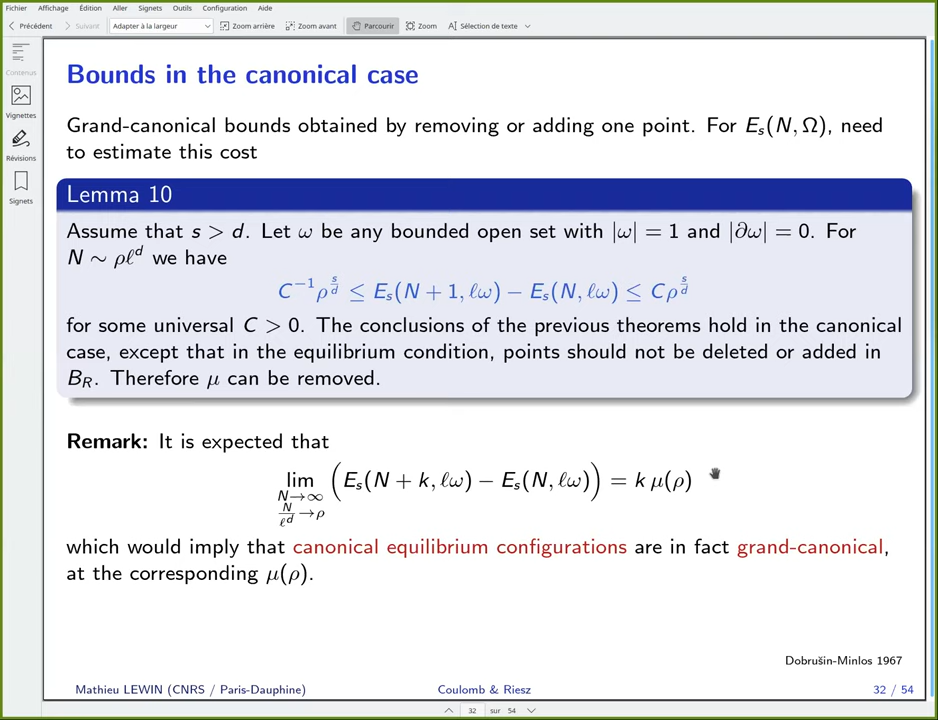 Fichier Affichage Édition Aller Signets Outils Configuration Aide
Précédent Suivant Adapter à la largeur Zoom arrière Zoom avant Parcourir Zoom Sélection de texte
Contenus
Vignettes
Révisions
Signets
Bounds in the canonical case
Grand-canonical bounds obtained by removing or adding one point. For E_s(N, Ω), need
to estimate this cost
Lemma 10
Assume that s > d. Let ω be any bounded open set with |ω| = 1 and |∂ω| = 0. For
N ∼ ρℓ^d we have
C^{−1}ρ^{s/d} ≤ E_s(N + 1, ℓω) − E_s(N, ℓω) ≤ Cρ^{s/d}
for some universal C > 0. The conclusions of the previous theorems hold in the canonical
case, except that in the equilibrium condition, points should not be deleted or added in
B_R. Therefore μ can be removed.
Remark: It is expected that
lim_{N→∞, N/ℓ^d→ρ} (E_s(N + k, ℓω) − E_s(N, ℓω)) = k μ(ρ)
which would imply that canonical equilibrium configurations are in fact grand-canonical,
at the corresponding μ(ρ).
Dobrušin-Minlos 1967
Mathieu LEWIN (CNRS / Paris-Dauphine) Coulomb & Riesz 32 / 54
32 sur 54